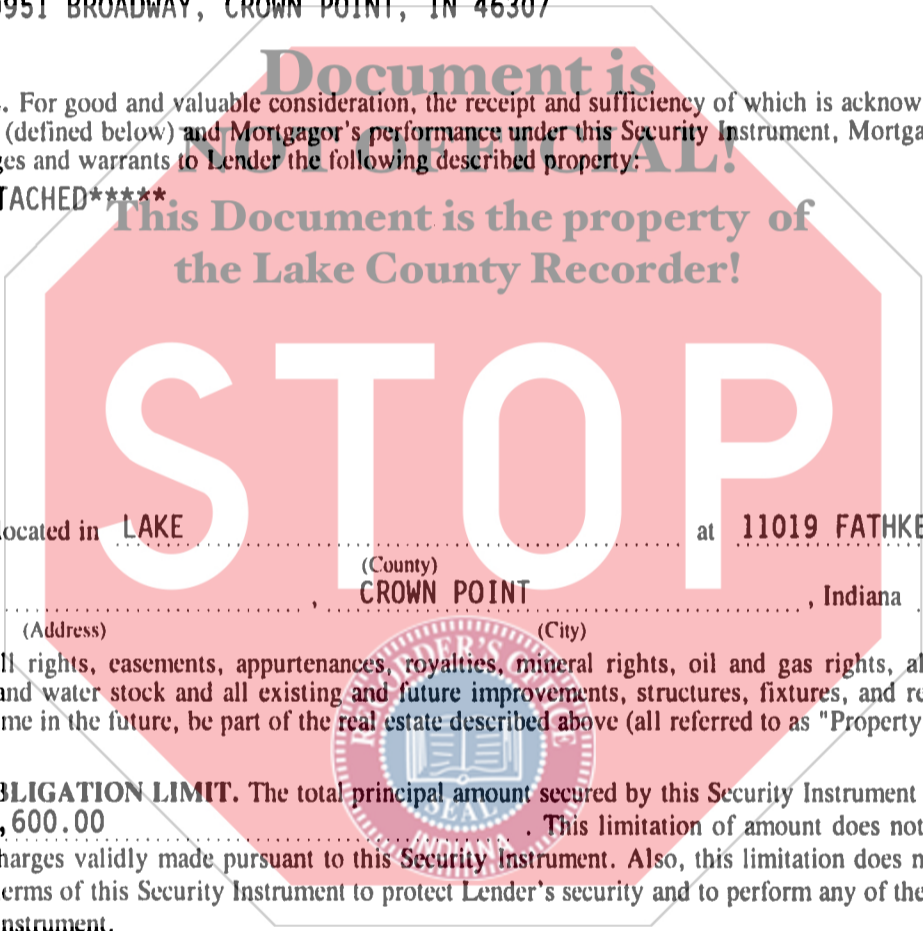 951 BROADWAY, CROWN POINT, IN 46307
Document is
. For good and valuable consideration, the receipt and sufficiency of which is acknow
(defined below) and Mortgagor's performance under this Security Instrument, Mortga
NOT OFFICIAL!
ges and warrants to Lender the following described property:
TACHED*****
This Document is the property of
the Lake County Recorder!
STOP
located in LAKE at 11019 FATHKE
(County)
, CROWN POINT , Indiana
(Address) (City)
ll rights, easements, appurtenances, royalties, mineral rights, oil and gas rights, al
and water stock and all existing and future improvements, structures, fixtures, and re
me in the future, be part of the real estate described above (all referred to as "Property
RECORDER'S OFFICE
BLIGATION LIMIT. The total principal amount secured by this Security Instrument
SEAL
,600.00 . This limitation of amount does not
INDIANA
harges validly made pursuant to this Security Instrument. Also, this limitation does n
erms of this Security Instrument to protect Lender's security and to perform any of the
nstrument.